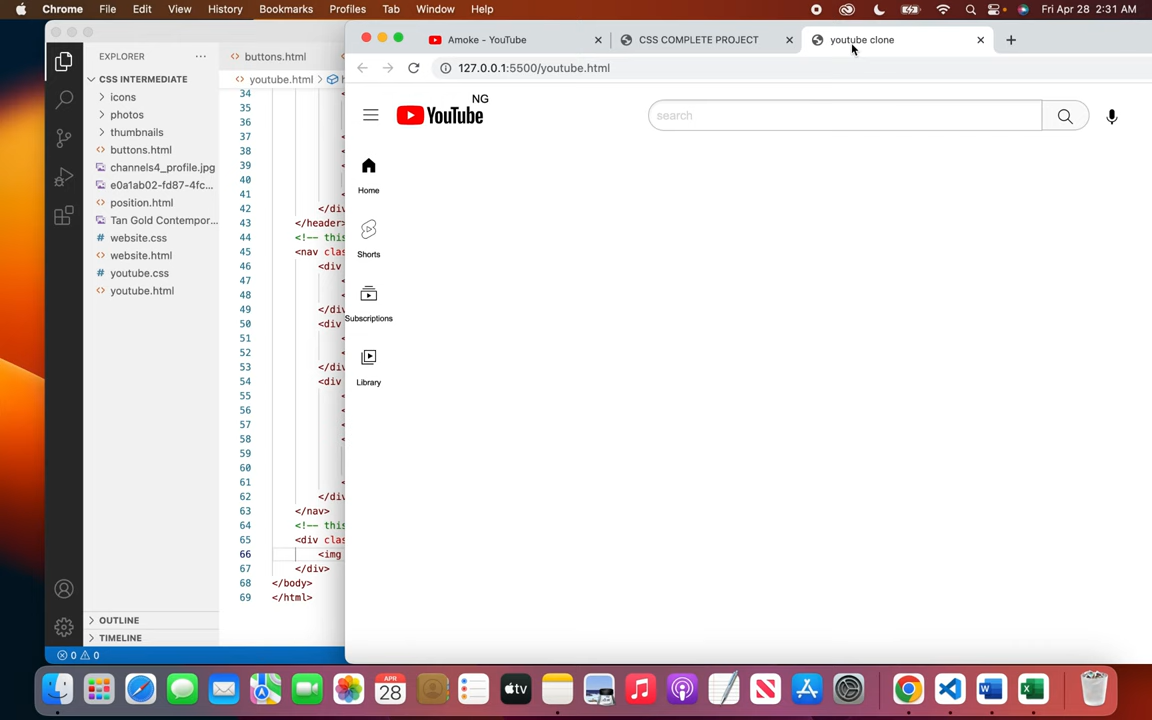 Chrome File Edit View History Bookmarks Profiles Tab Window Help Fri Apr 28 2:31 AM
EXPLORER ... buttons.html
Amoke - YouTube CSS COMPLETE PROJECT youtube clone
127.0.0.1:5500/youtube.html
CSS INTERMEDIATE
icons
photos
thumbnails
buttons.html
channels4_profile.jpg
e0a1ab02-fd87-4fc...
position.html
Tan Gold Contempor...
website.css
website.html
youtube.css
youtube.html
OUTLINE
TIMELINE
0 0
youtube.html >
34
35
36
37
38
39
40
41 <
42 </div
43 </header>
44 <!-- this
45 <nav clas
46 <div
47 <
48 <
49 </div
50 <div
51 <
52 <
53 </div
54 <div
55 <
56 <
57 <
58 <
59
60
61 <
62 </div
63 </nav>
64 <!-- this
65 <div clas
66 <img
67 </div>
68 </body>
69 </html>
YouTube NG
search
Home
Shorts
Subscriptions
Library
APR
28